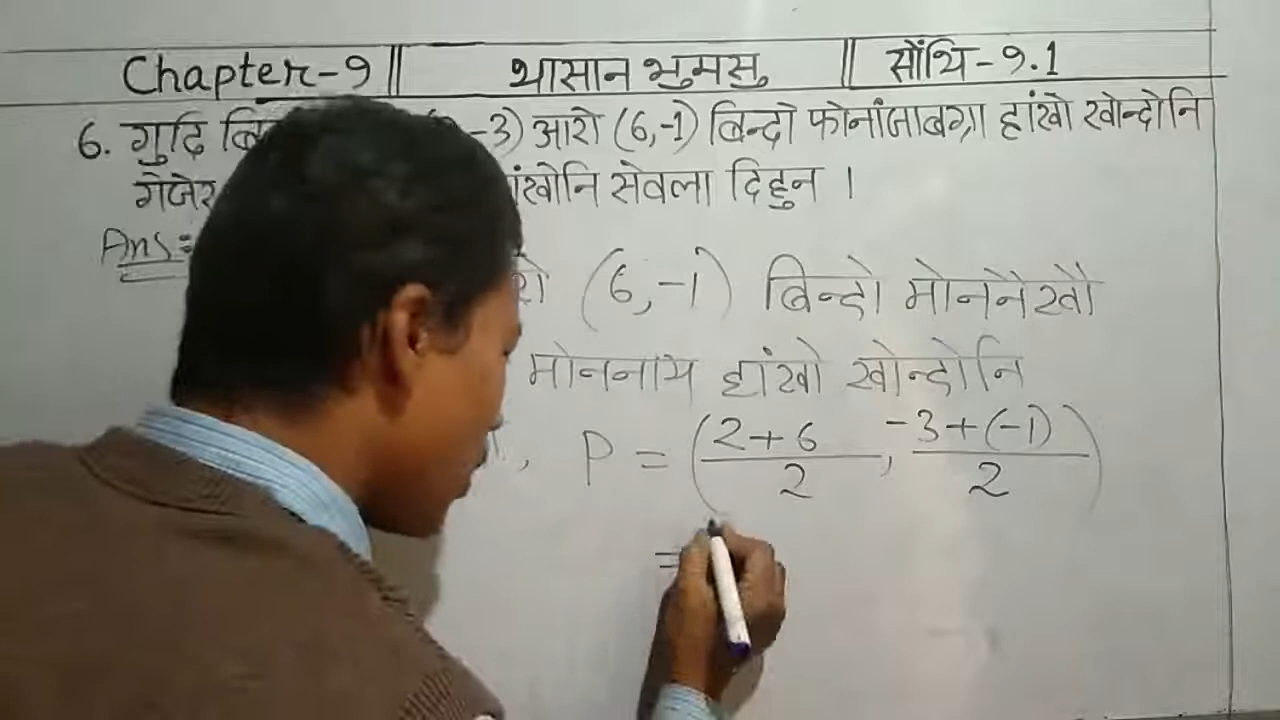 Chapter-9 || थासान भुमसु || सोंथि-9.1
6. गुदि -3) आरो (6,-1) बिन्दो फोनांजाबग्रा हांखो खोन्दोनि
गेजेर ांखोनि सेवला दिहुन ।
Ans:
(6,-1) बिन्दो मोननैखौ
मोननाय हांखो खोन्दोनि
, P = (2+6/2, -3+(-1)/2)
=